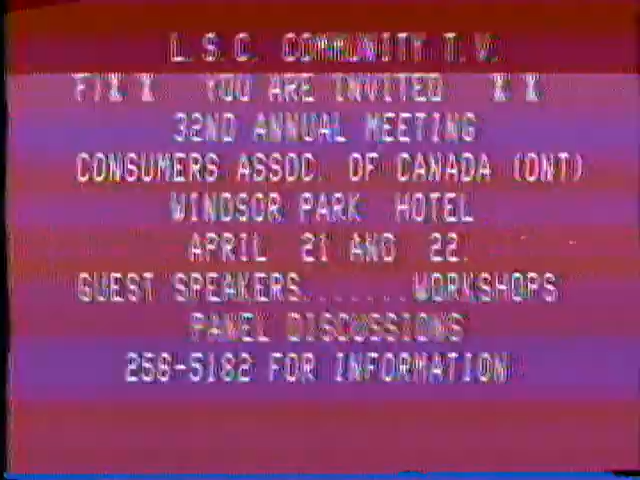 L.S.C. COMMUNITY T.V.
YOU ARE INVITED
32ND ANNUAL MEETING
CONSUMERS ASSOC. OF CANADA (ONT)
WINDSOR PARK HOTEL
APRIL 21 AND 22.
GUEST SPEAKERS.......WORKSHOPS
PANEL DISCUSSIONS
258-5182 FOR INFORMATION